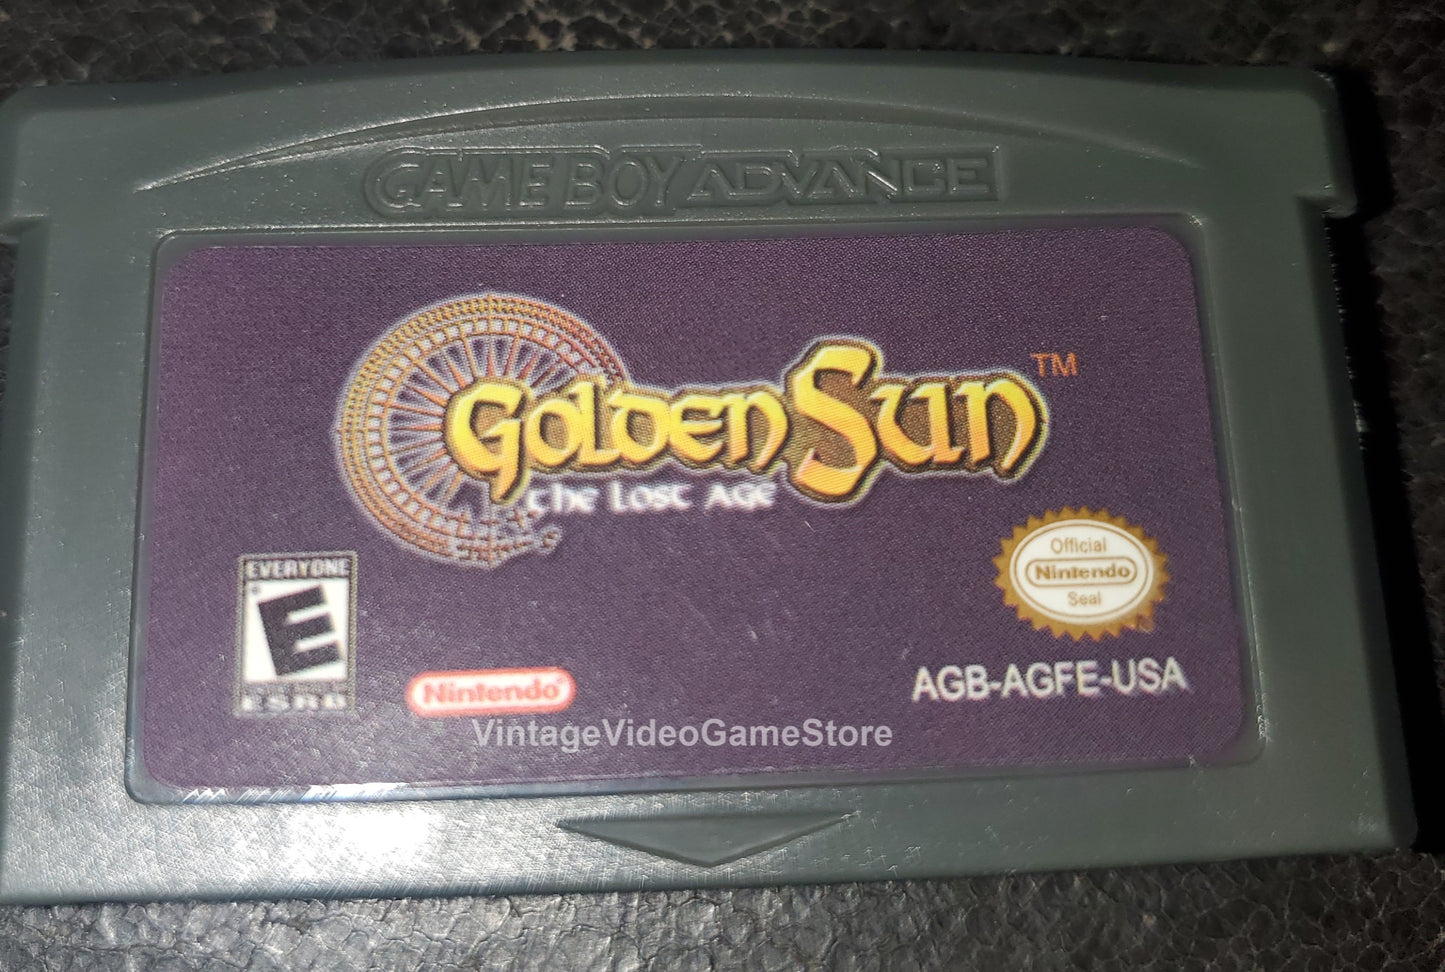 GAME BOY ADVANCE
GOLDEN SUN TM
THE LOST AGE
EVERYONE
E
ESRB
Official
Nintendo
Seal
Nintendo®
AGB-AGFE-USA
VintageVideoGameStore